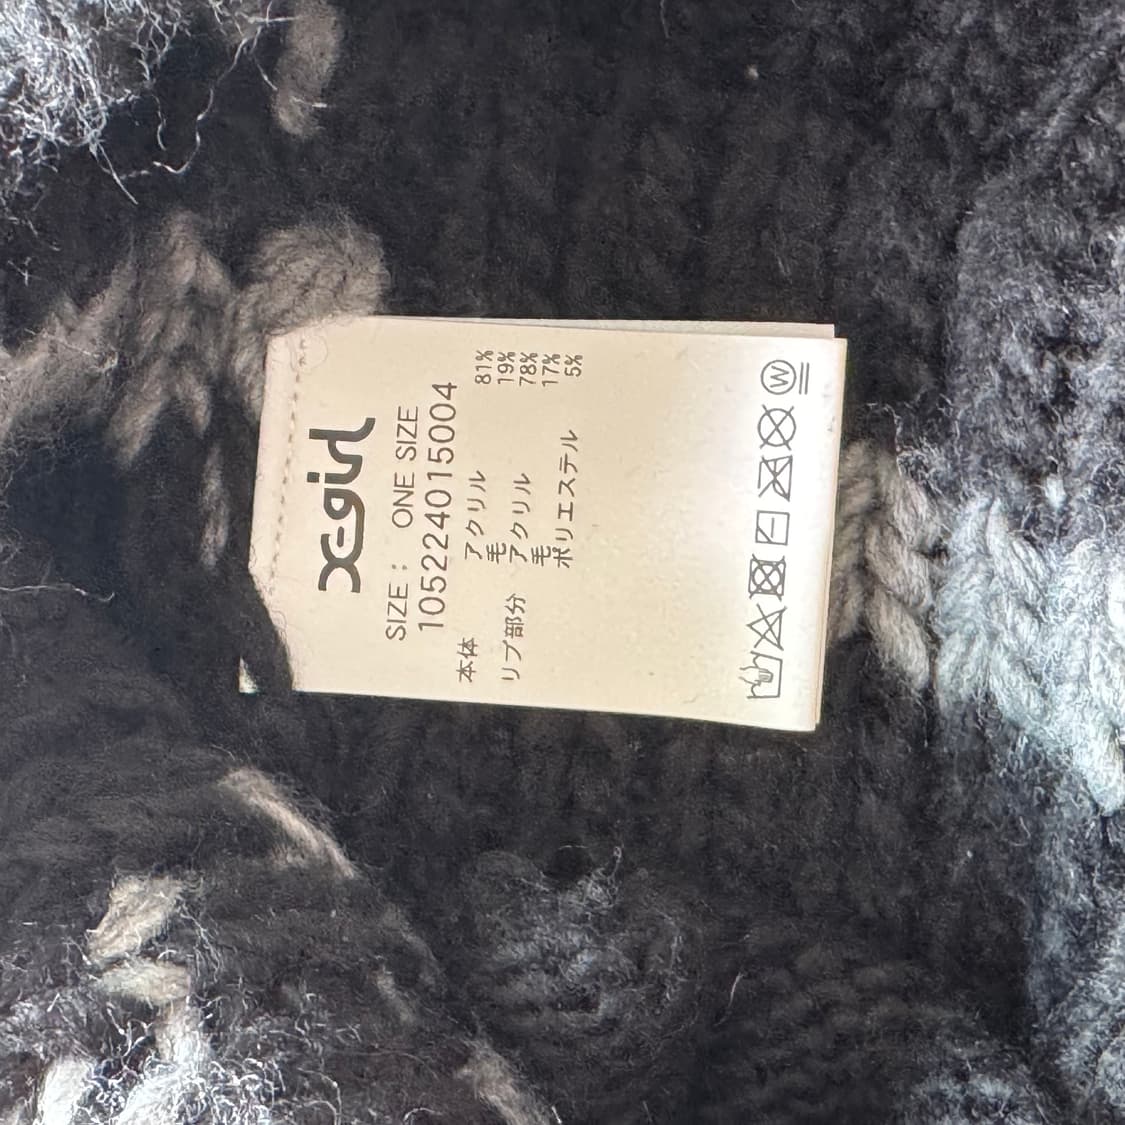 X-girl
SIZE : ONE SIZE
105224015004
本体 アクリル 81%
毛 19%
リブ部分 アクリル 78%
毛 17%
ポリエステル 5%
W